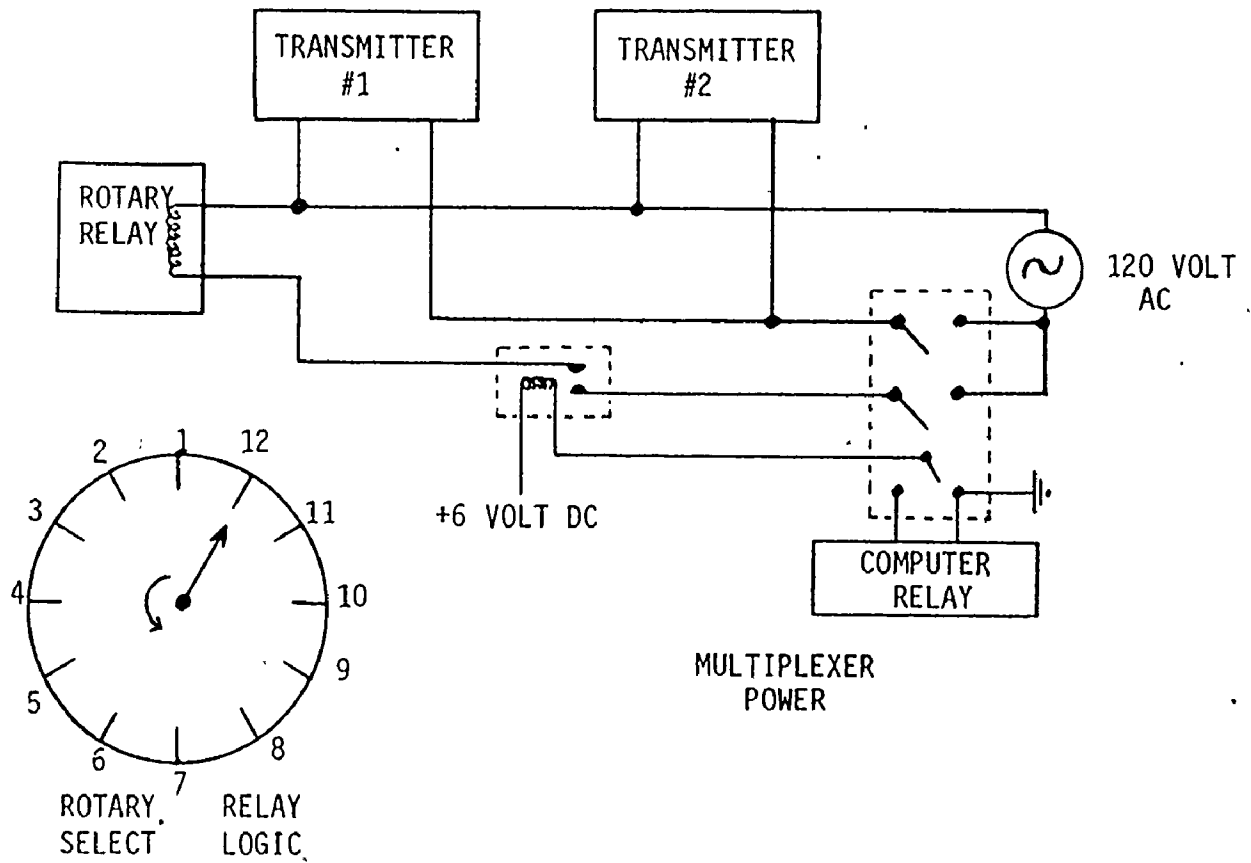 TRANSMITTER
#1
TRANSMITTER
#2
ROTARY
RELAY
120 VOLT
AC
+6 VOLT DC
COMPUTER
RELAY
MULTIPLEXER
POWER
1
2
3
4
5
6
7
8
9
10
11
12
ROTARY RELAY
SELECT LOGIC